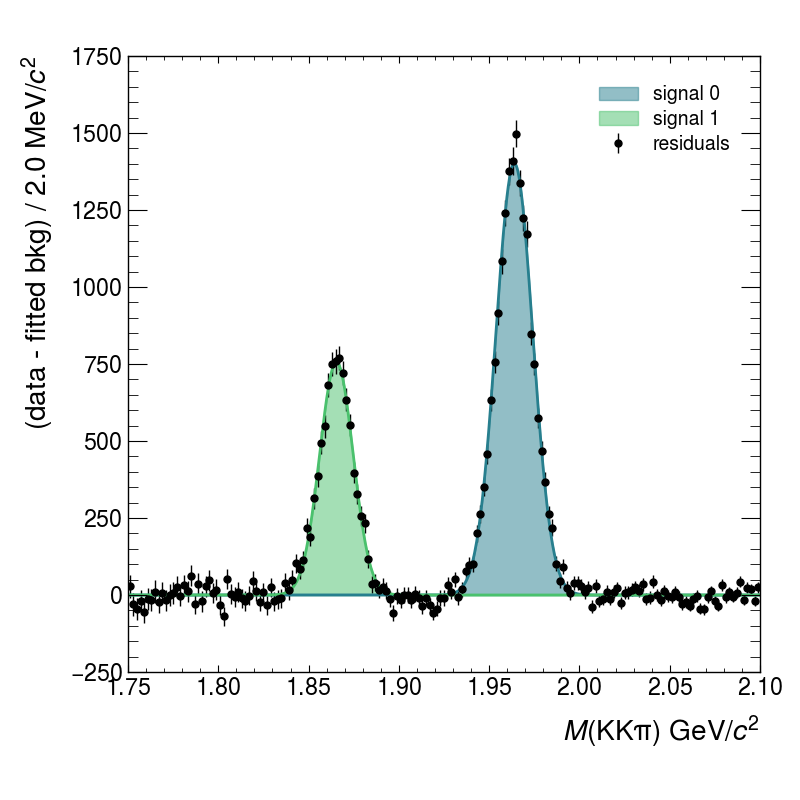 (data - fitted bkg) / 2.0 MeV/c²
1750
1500
1250
1000
750
500
250
0
−250
signal 0
signal 1
residuals
1.75 1.80 1.85 1.90 1.95 2.00 2.05 2.10
M(KKπ) GeV/c²